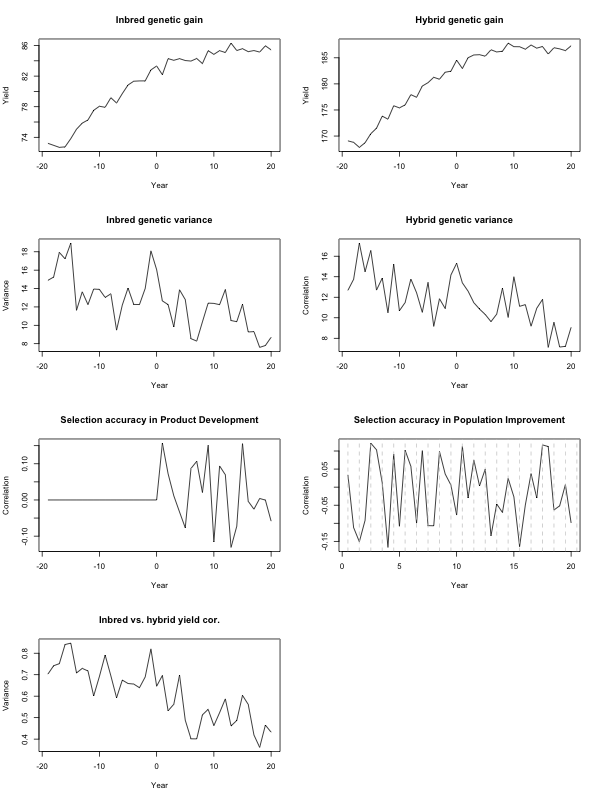 Inbred genetic gain
Yield
86
82
78
74
-20 -10 0 10 20
Year
Hybrid genetic gain
Yield
185
180
175
170
-20 -10 0 10 20
Year
Inbred genetic variance
Variance
18
16
14
12
10
8
-20 -10 0 10 20
Year
Hybrid genetic variance
Correlation
16
14
12
10
8
-20 -10 0 10 20
Year
Selection accuracy in Product Development
Correlation
0.10
0.00
-0.10
-20 -10 0 10 20
Year
Selection accuracy in Population Improvement
Correlation
0.05
-0.05
-0.15
0 5 10 15 20
Year
Inbred vs. hybrid yield cor.
Variance
0.8
0.7
0.6
0.5
0.4
-20 -10 0 10 20
Year